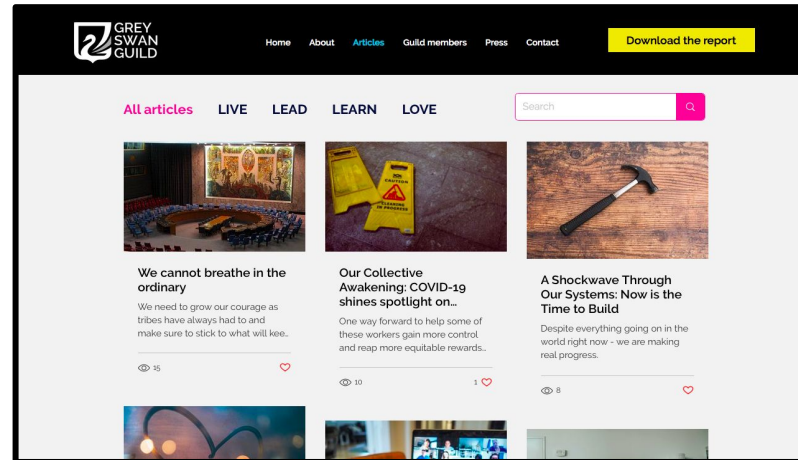 GREY
SWAN
GUILD
Home About Articles Guild members Press Contact
Download the report
All articles LIVE LEAD LEARN LOVE
Search
CAUTION
CLEANING
IN PROGRESS
We cannot breathe in the
ordinary
We need to grow our courage as
tribes have always had to and
make sure to stick to what will kee...
15
Our Collective
Awakening: COVID-19
shines spotlight on...
One way forward to help some of
these workers gain more control
and reap more equitable rewards...
10
1
A Shockwave Through
Our Systems: Now is the
Time to Build
Despite everything going on in the
world right now - we are making
real progress.
8